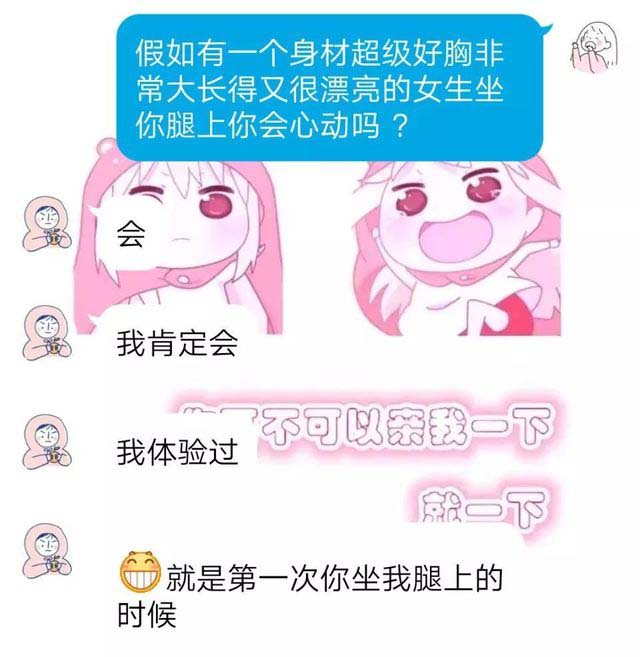 假如有一个身材超级好胸非
常大长得又很漂亮的女生坐
你腿上你会心动吗 ？
会
我肯定会
不可以亲我一下
我体验过
就一下
就是第一次你坐我腿上的
时候